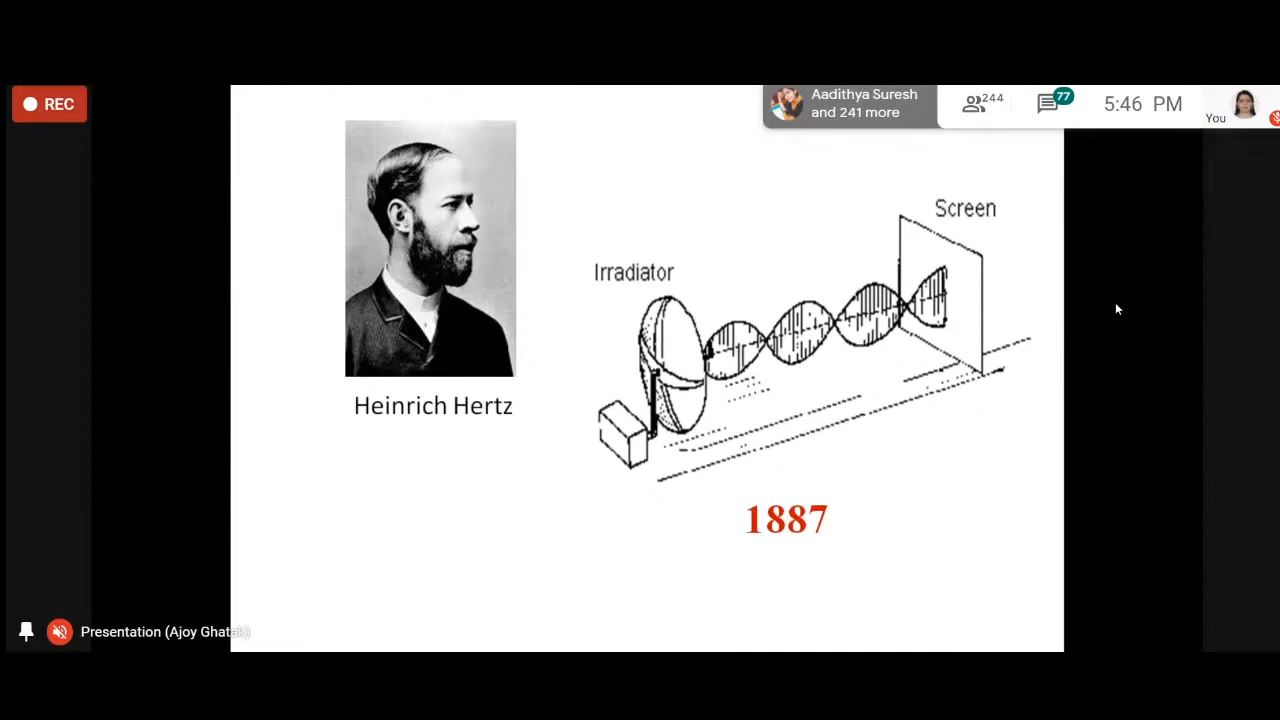 REC
Aadithya Suresh
and 241 more
244
77
5:46 PM
You
Screen
Irradiator
Heinrich Hertz
1887
Presentation (Ajoy Ghatak)